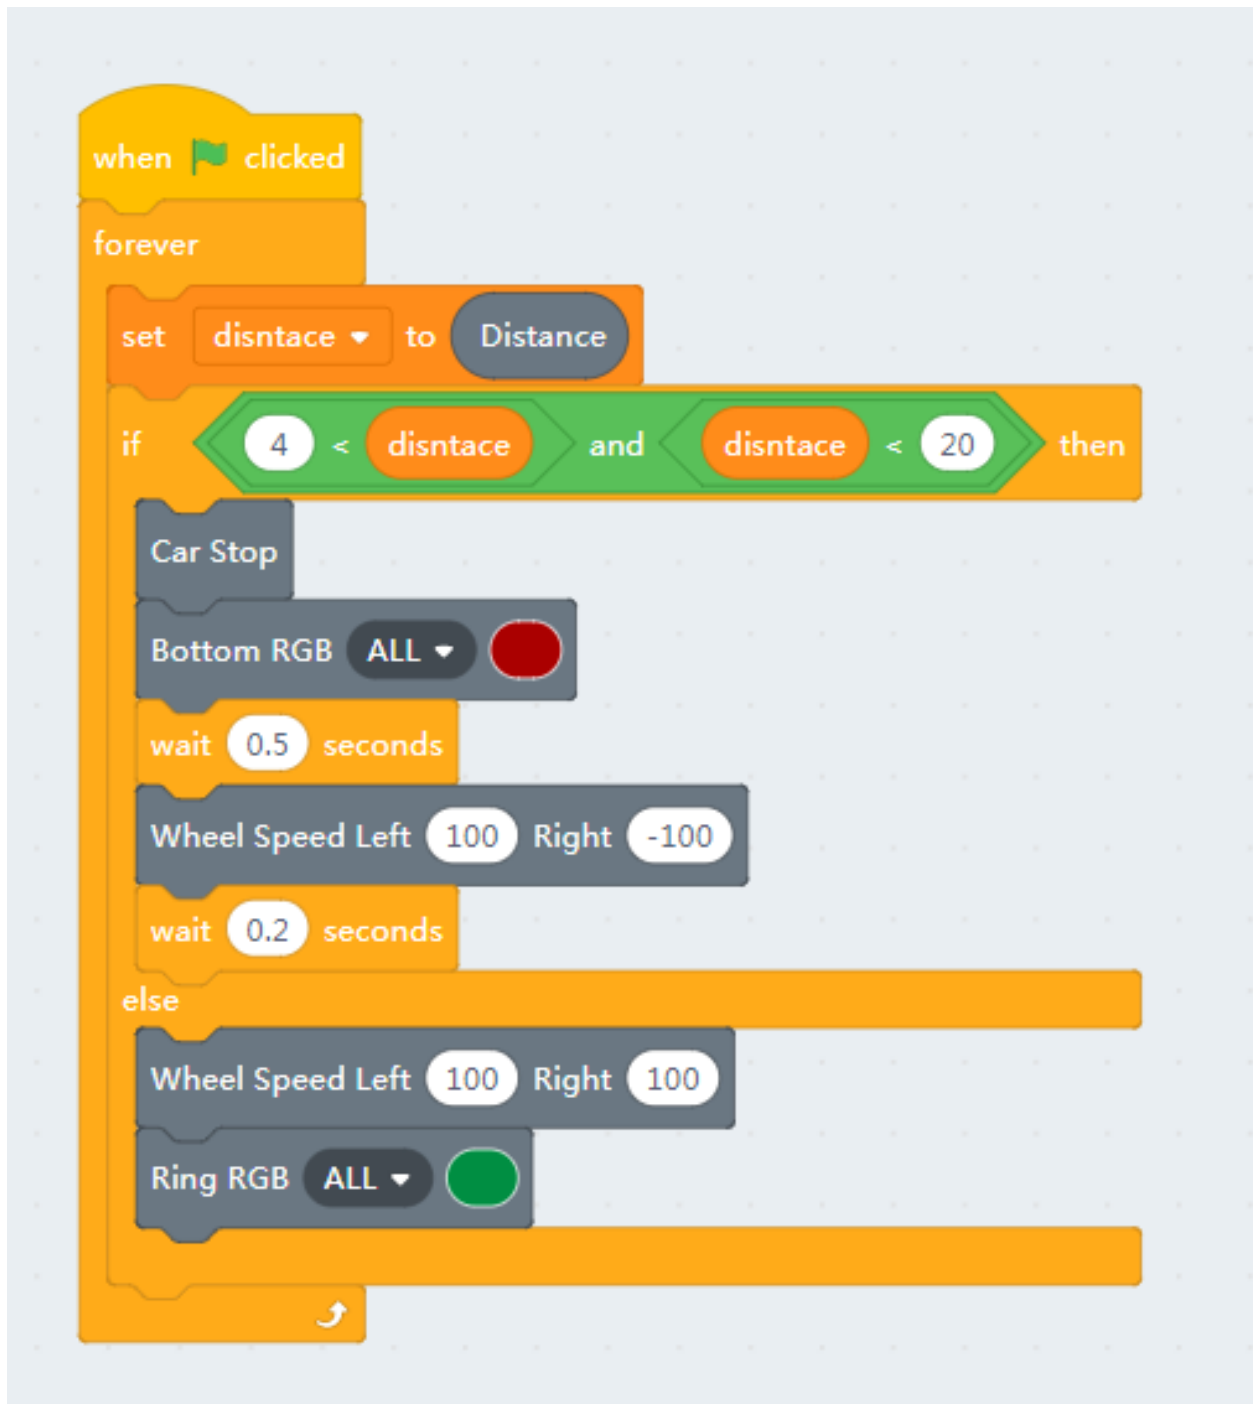 when clicked
forever
set disntace to Distance
if 4 < disntace and disntace < 20 then
Car Stop
Bottom RGB ALL
wait 0.5 seconds
Wheel Speed Left 100 Right -100
wait 0.2 seconds
else
Wheel Speed Left 100 Right 100
Ring RGB ALL